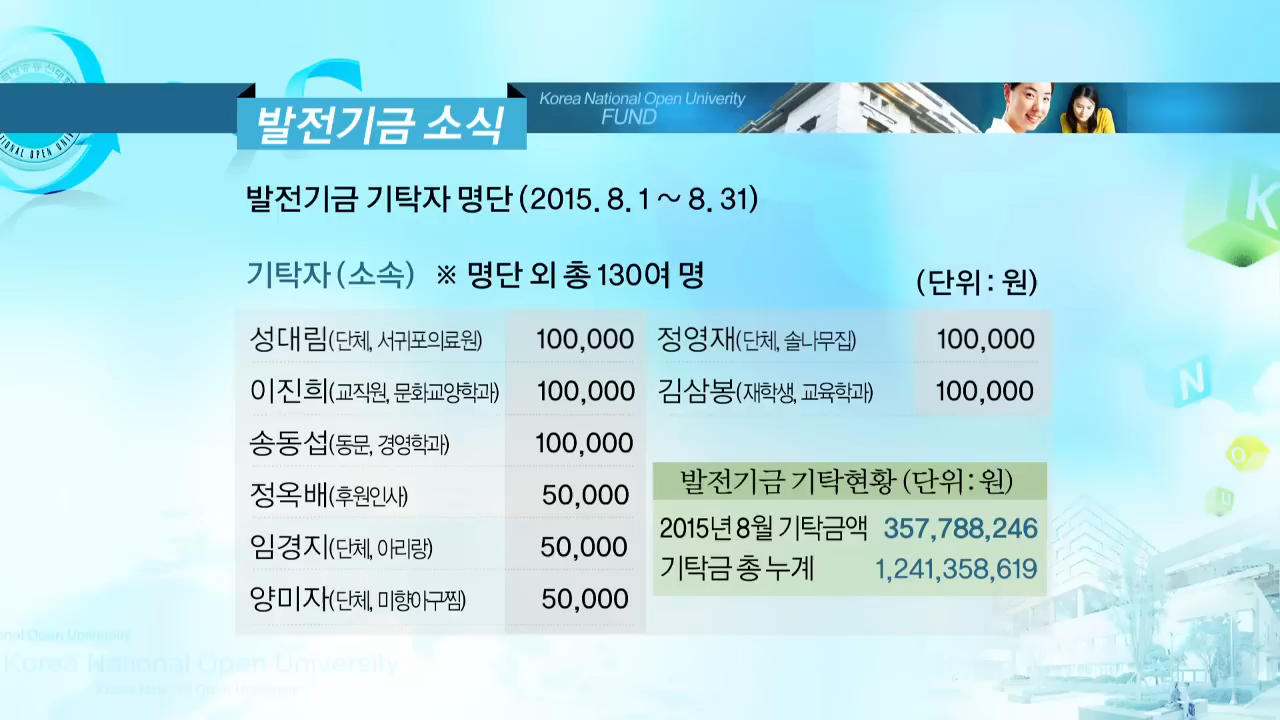 발전기금 소식
Korea National Open Univerity
FUND
발전기금 기탁자 명단 (2015. 8. 1 ~ 8. 31)
기탁자 (소속) ※ 명단 외 총 130여 명
(단위 : 원)
성대림(단체, 서귀포의료원) 100,000
이진희(교직원, 문화교양학과) 100,000
송동섭(동문, 경영학과) 100,000
정옥배(후원인사) 50,000
임경지(단체, 아리랑) 50,000
양미자(단체, 미향아구찜) 50,000
정영재(단체, 솔나무집) 100,000
김삼봉(재학생, 교육학과) 100,000
발전기금 기탁현황 (단위 : 원)
2015년 8월 기탁금액 357,788,246
기탁금 총 누계 1,241,358,619
K
N
O
U
onal Open University
Korea National Open University
Korea National Open University